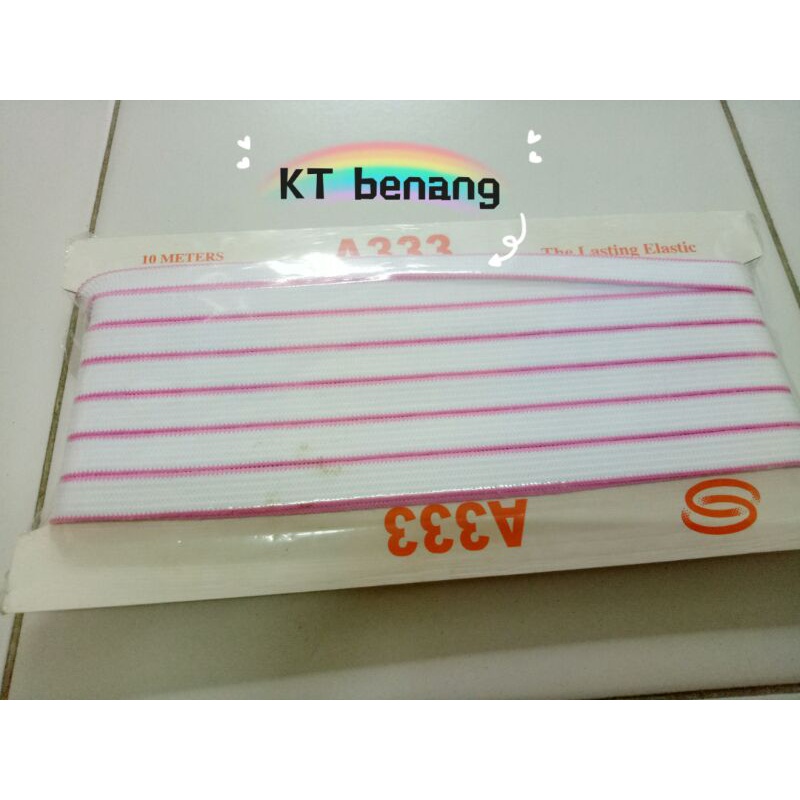 KT benang
10 METERS
A333
The Lasting Elastic
A333